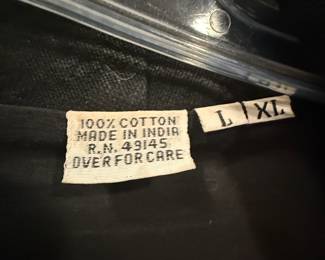 100% COTTON
MADE IN INDIA
R.N. 49145
OVER FOR CARE
L | XL